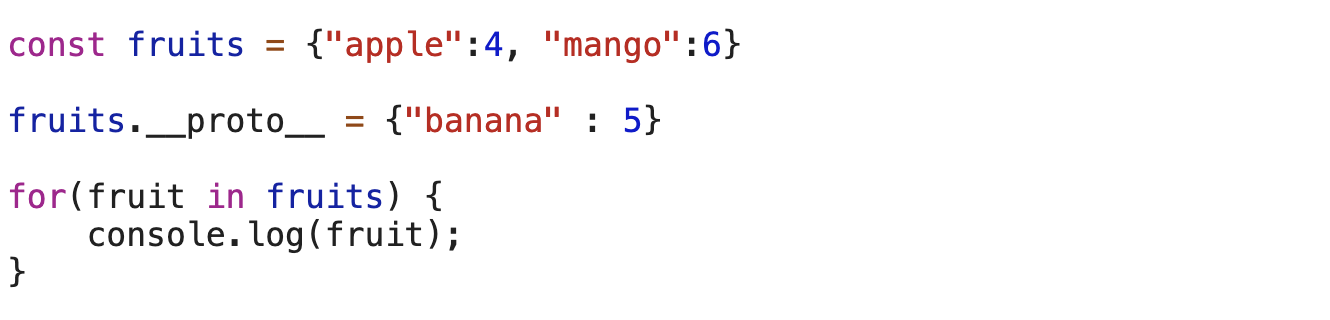 const fruits = {"apple":4, "mango":6}
fruits.__proto__ = {"banana" : 5}
for(fruit in fruits) {
    console.log(fruit);
}